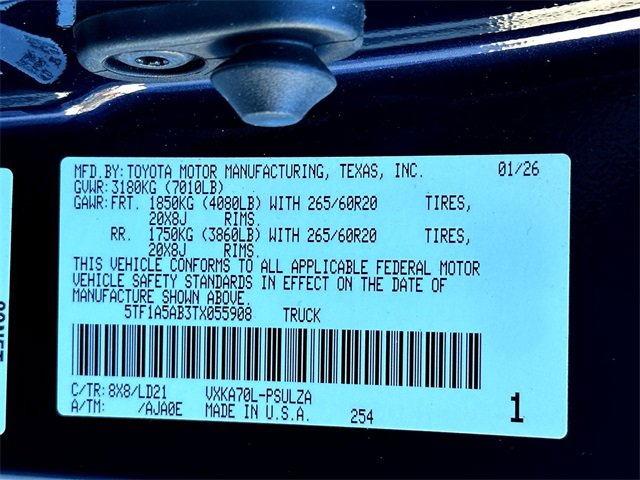 MFD.BY:TOYOTA MOTOR MANUFACTURING, TEXAS, INC. 01/26
GVWR:3180KG (7010LB)
GAWR:FRT. 1850KG (4080LB) WITH 265/60R20 TIRES,
20X8J RIMS.
RR. 1750KG (3860LB) WITH 265/60R20 TIRES,
20X8J RIMS.
THIS VEHICLE CONFORMS TO ALL APPLICABLE FEDERAL MOTOR
VEHICLE SAFETY STANDARDS IN EFFECT ON THE DATE OF
MANUFACTURE SHOWN ABOVE.
5TF1A5AB3TX055908 TRUCK
C/TR:8X8/LD21 VXKA70L-PSULZA
A/TM: /AJA0E MADE IN U.S.A. 254 1